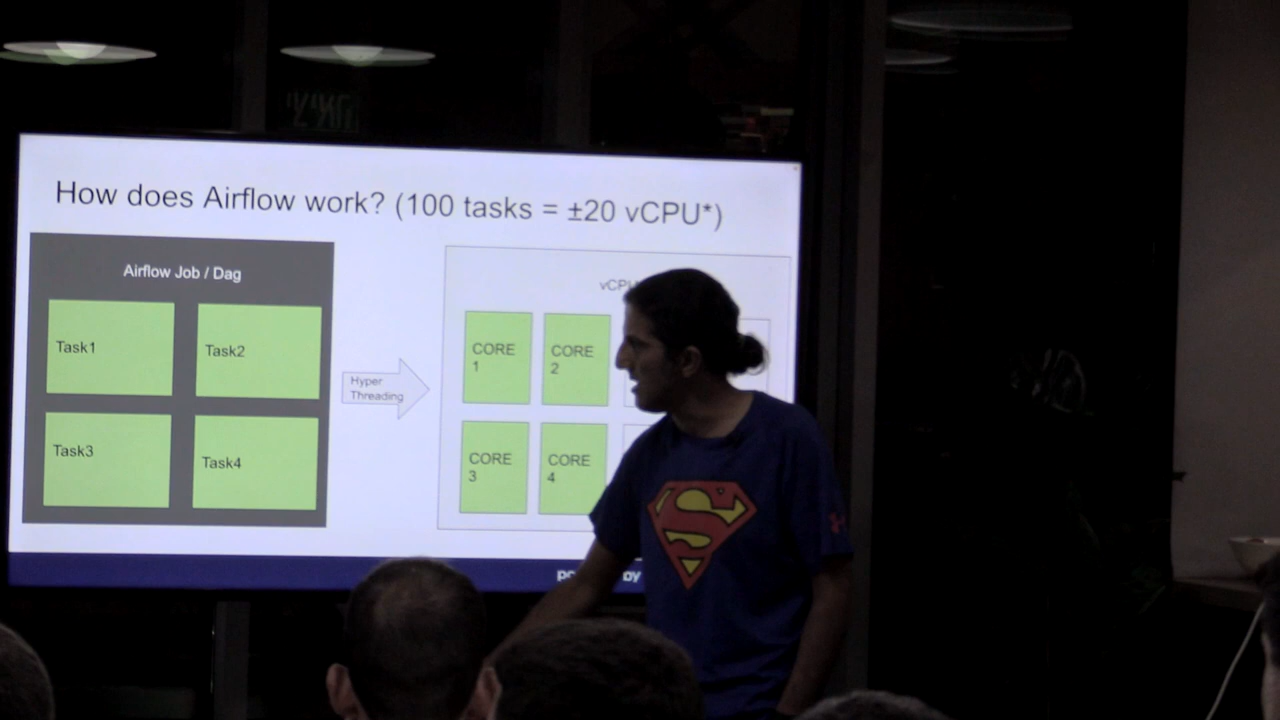 How does Airflow work? (100 tasks = ±20 vCPU*)
Airflow Job / Dag
Task1
Task2
Task3
Task4
Hyper
Threading
CORE
1
CORE
2
CORE
3
CORE
4
by
S